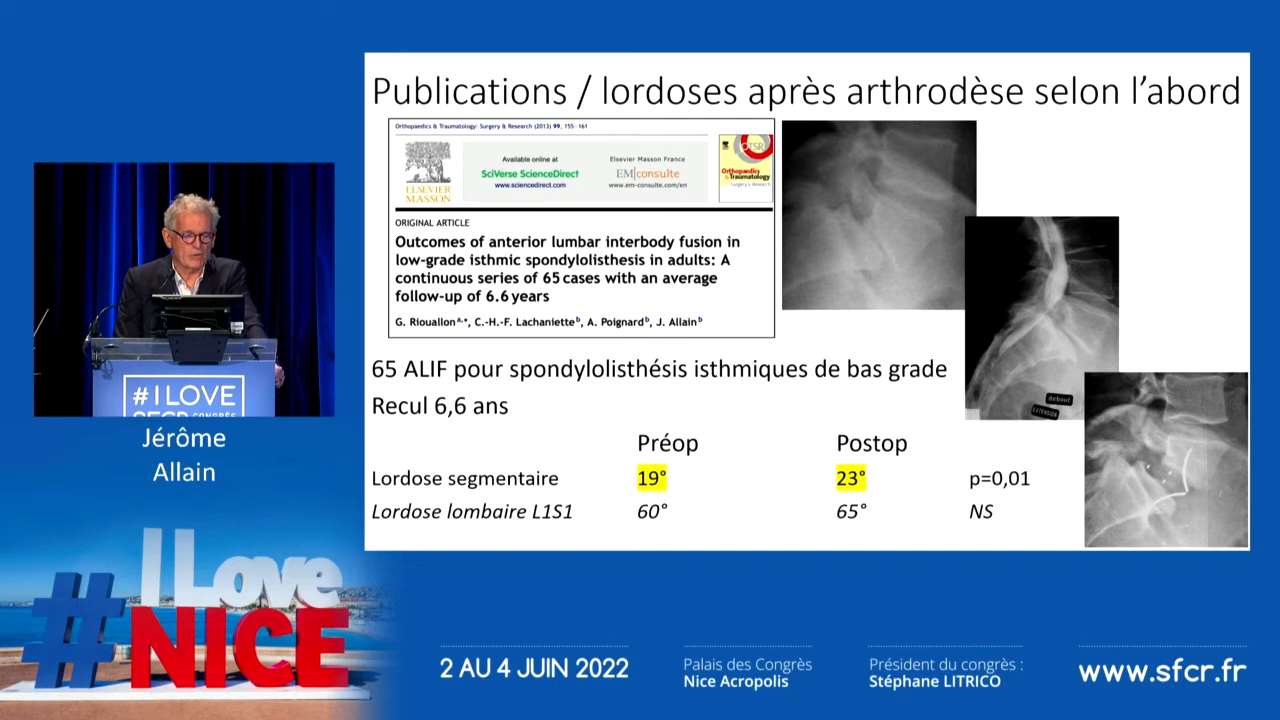 Publications / lordoses après arthrodèse selon l'abord
Orthopaedics & Traumatology: Surgery & Research (2013) 99, 155-161
ELSEVIER
MASSON
Available online at
SciVerse ScienceDirect
www.sciencedirect.com
Elsevier Masson France
EM|consulte
www.em-consulte.com/en
OTSR
Orthopaedics
& Traumatology
Surgery & Research
ORIGINAL ARTICLE
Outcomes of anterior lumbar interbody fusion in
low-grade isthmic spondylolisthesis in adults: A
continuous series of 65 cases with an average
follow-up of 6.6 years
G. Riouallon a,*, C.-H.-F. Lachaniette b, A. Poignard b, J. Allain b
65 ALIF pour spondylolisthésis isthmiques de bas grade
Recul 6,6 ans
Préop Postop
Lordose segmentaire 19° 23° p=0,01
Lordose lombaire L1S1 60° 65° NS
debout
EXTENSION
# I LOVE
SFCR CONGRÈS
Jérôme
Allain
# I Love
NICE
2 AU 4 JUIN 2022
Palais des Congrès
Nice Acropolis
Président du congrès :
Stéphane LITRICO
www.sfcr.fr